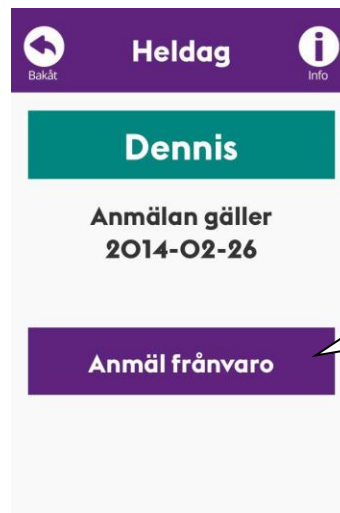 Heldag
Bakåt
Info
Dennis
Anmälan gäller
2014-02-26
Anmäl frånvaro